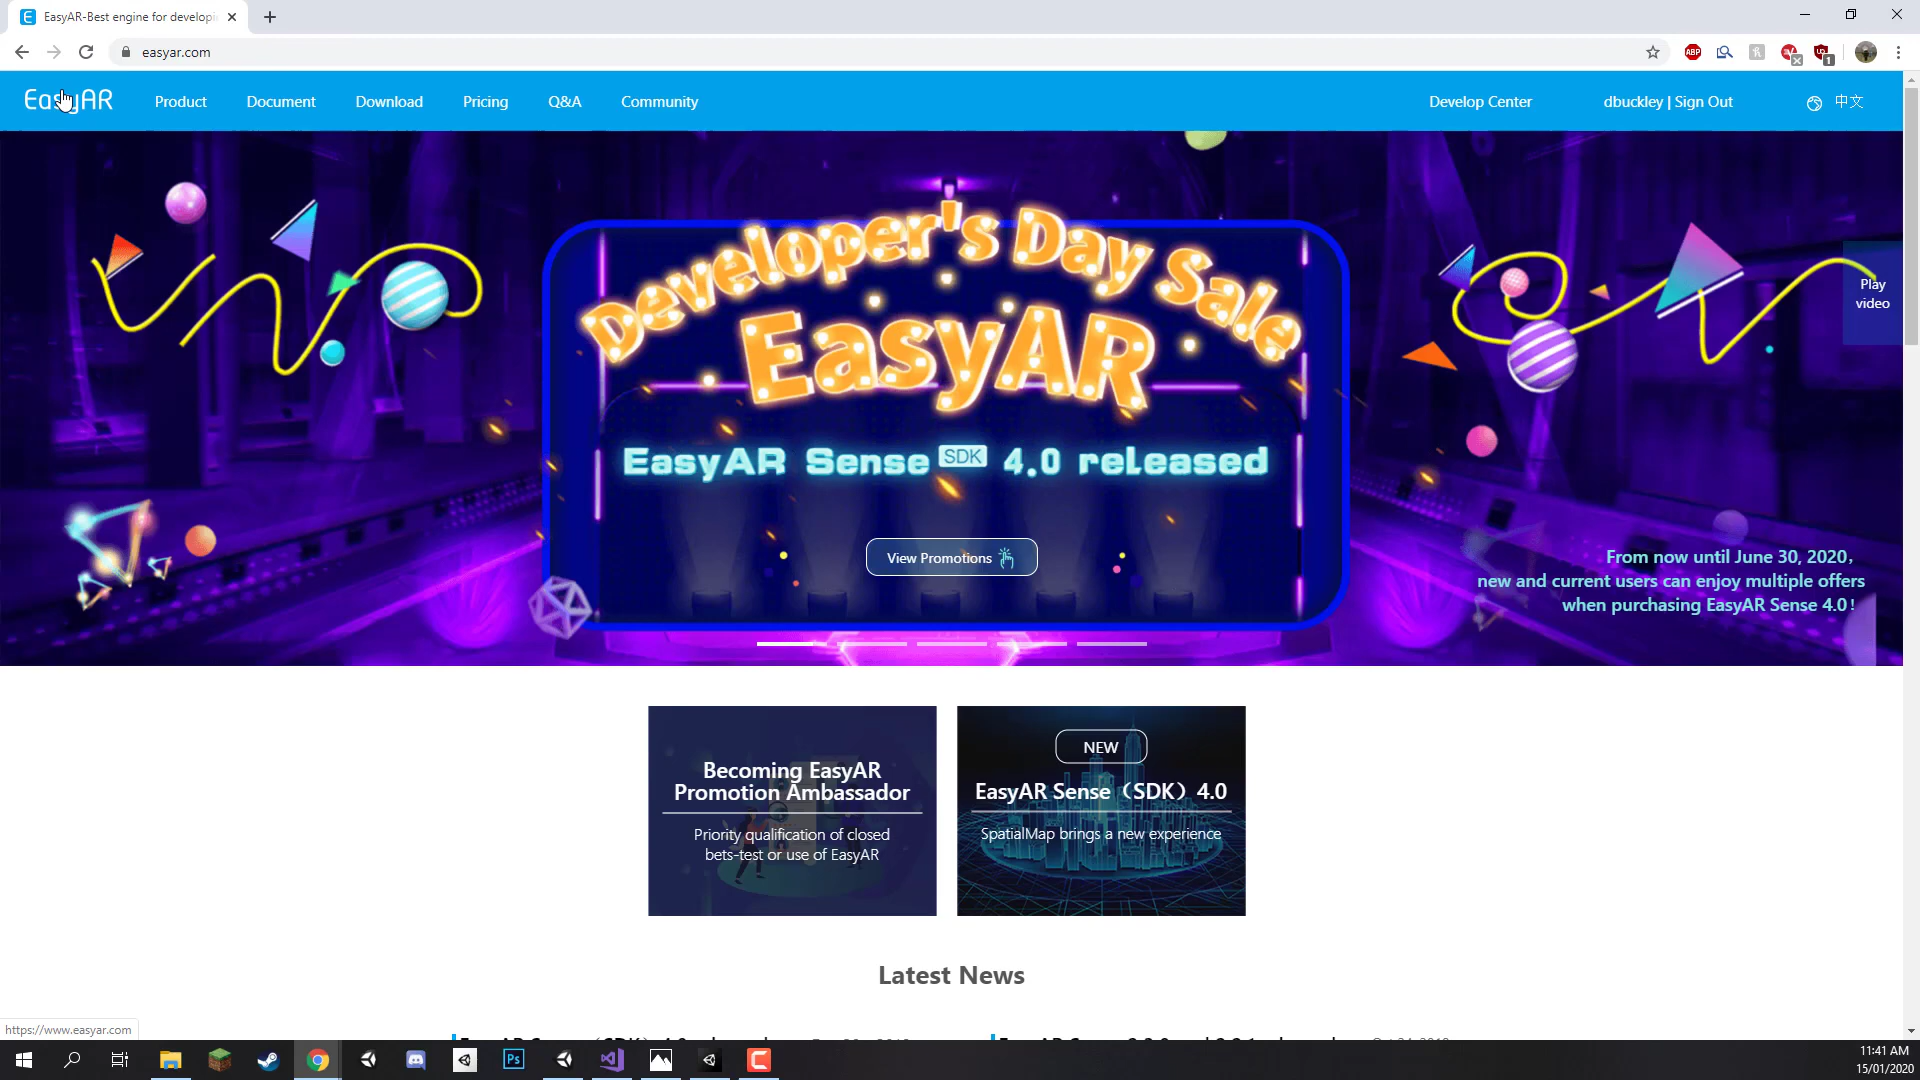 EasyAR-Best engine for developi
easyar.com
ABP
1
EasyAR
Product
Document
Download
Pricing
Q&A
Community
Develop Center
dbuckley | Sign Out
中文
Developer's Day Sale
EasyAR
EasyAR Sense SDK 4.0 released
View Promotions
Play
video
From now until June 30, 2020,
new and current users can enjoy multiple offers
when purchasing EasyAR Sense 4.0!
Becoming EasyAR
Promotion Ambassador
Priority qualification of closed
bets-test or use of EasyAR
NEW
EasyAR Sense（SDK）4.0
SpatialMap brings a new experience
Latest News
https://www.easyar.com
Ps
11:41 AM
15/01/2020